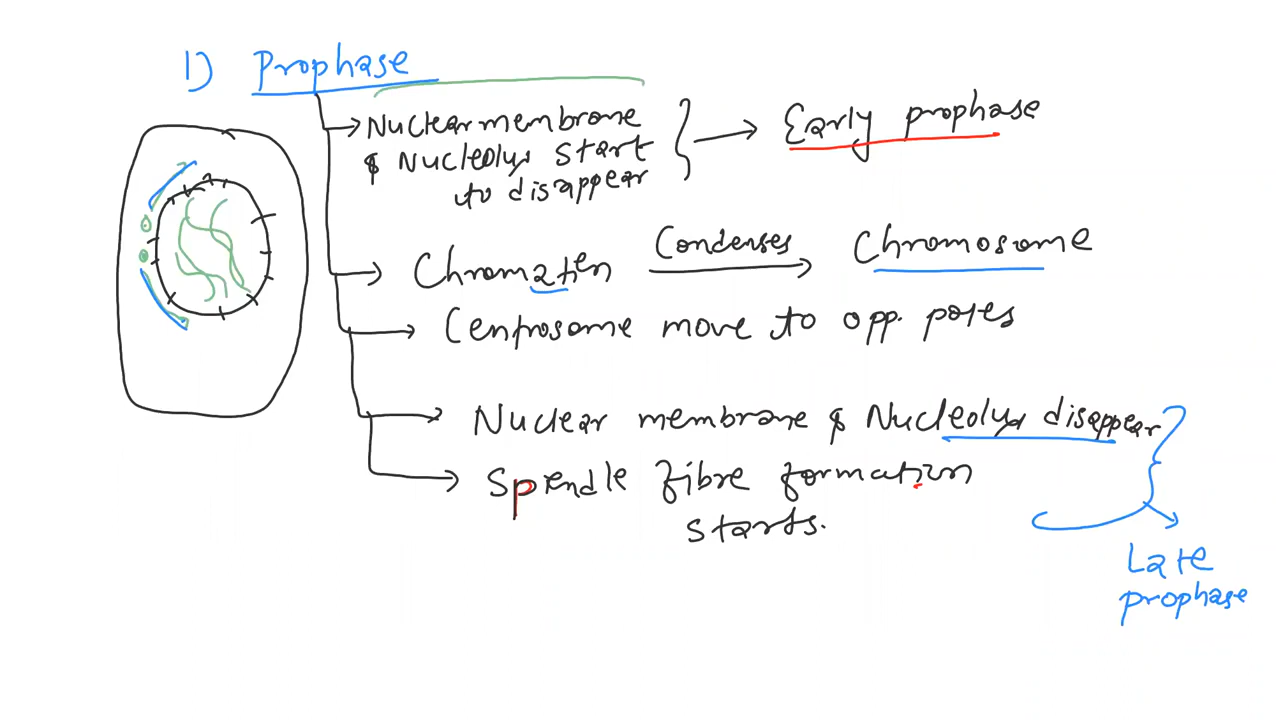 1) Prophase
Nuclear membrane
& Nucleolus start
to disappear
Early prophase
Chromatin
Condenses
Chromosome
Centrosome move to opp. poles
Nuclear membrane & Nucleolus disappear
Spindle fibre formation
starts.
Late
prophase